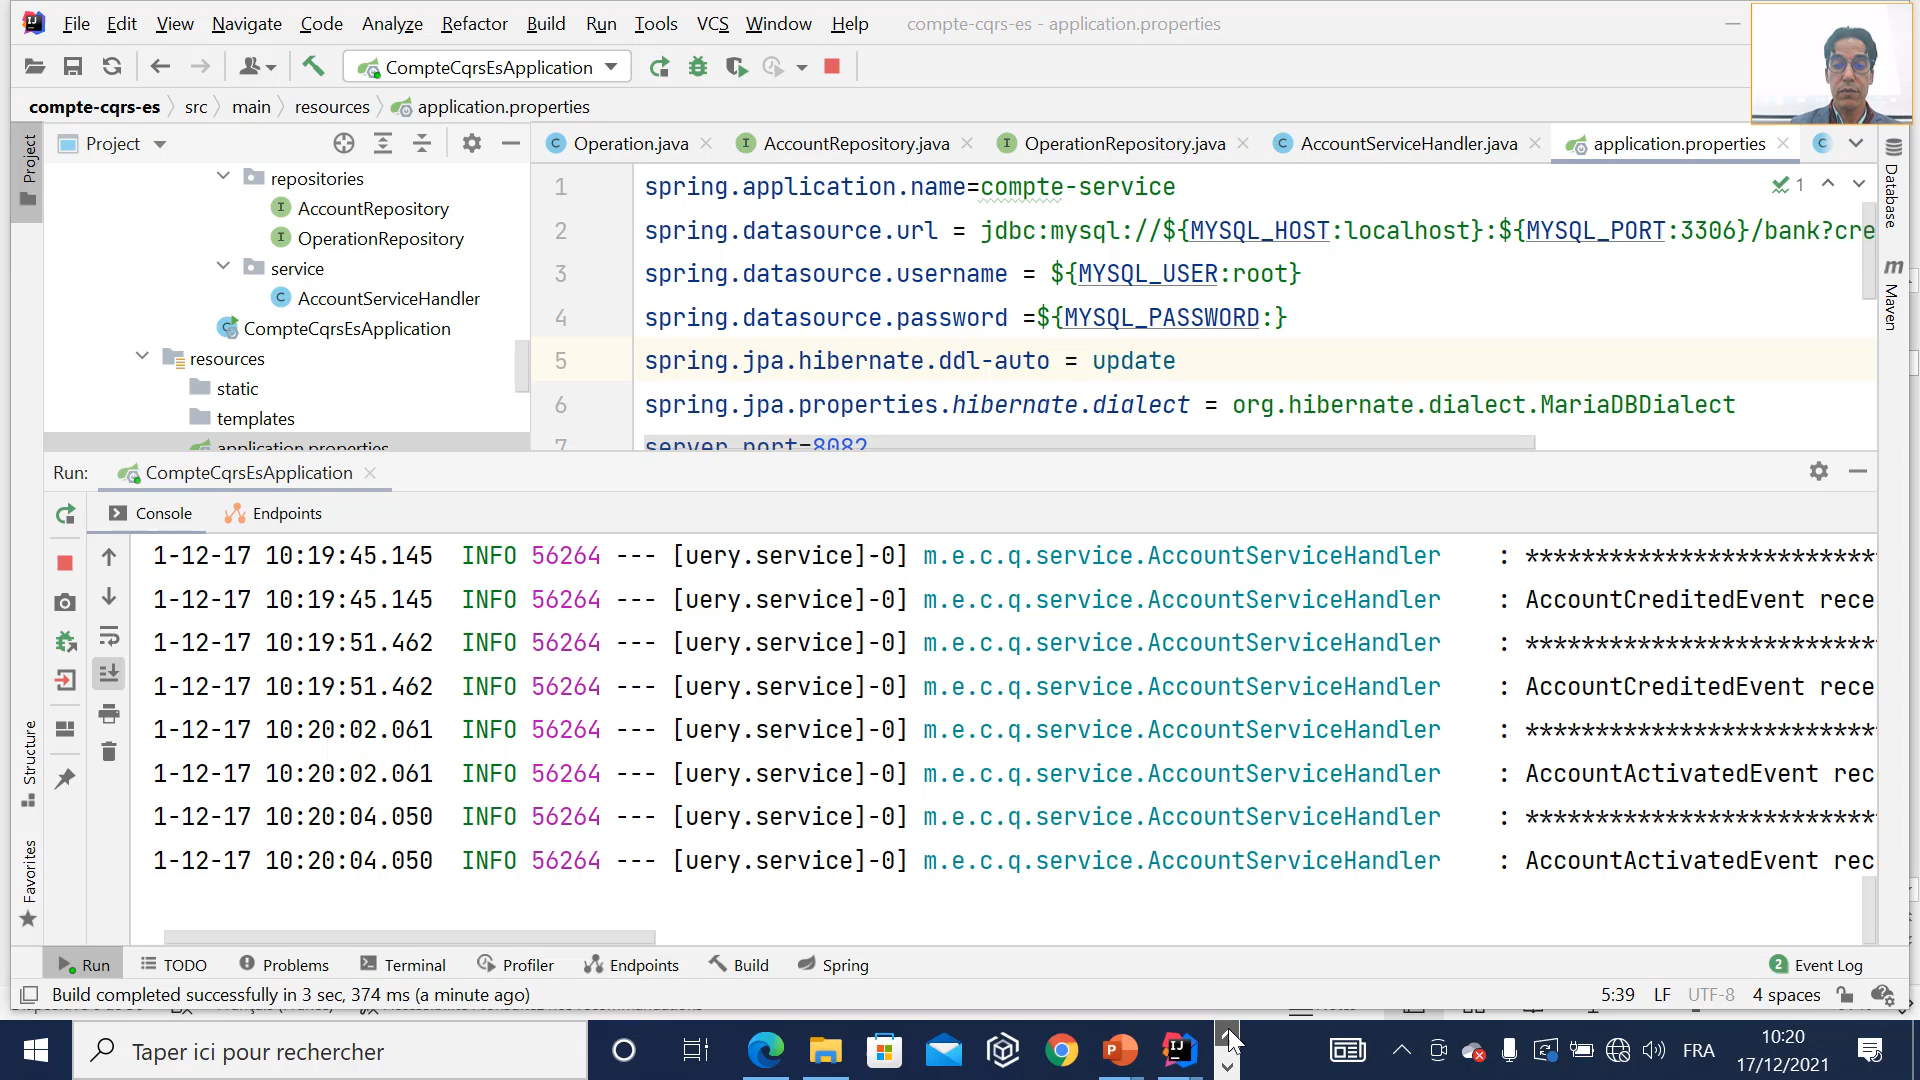 File Edit View Navigate Code Analyze Refactor Build Run Tools VCS Window Help compte-cqrs-es - application.properties
CompteCqrsEsApplication
compte-cqrs-es src main resources application.properties
Project
Project
Operation.java AccountRepository.java OperationRepository.java AccountServiceHandler.java application.properties
repositories
AccountRepository
OperationRepository
service
AccountServiceHandler
CompteCqrsEsApplication
resources
static
templates
application.properties
1 spring.application.name=compte-service
2 spring.datasource.url = jdbc:mysql://${MYSQL_HOST:localhost}:${MYSQL_PORT:3306}/bank?cre
3 spring.datasource.username = ${MYSQL_USER:root}
4 spring.datasource.password =${MYSQL_PASSWORD:}
5 spring.jpa.hibernate.ddl-auto = update
6 spring.jpa.properties.hibernate.dialect = org.hibernate.dialect.MariaDBDialect
7 server.port=8082
1
Database
Maven
Run: CompteCqrsEsApplication
Console Endpoints
1-12-17 10:19:45.145 INFO 56264 --- [uery.service]-0] m.e.c.q.service.AccountServiceHandler : *************************
1-12-17 10:19:45.145 INFO 56264 --- [uery.service]-0] m.e.c.q.service.AccountServiceHandler : AccountCreditedEvent rece
1-12-17 10:19:51.462 INFO 56264 --- [uery.service]-0] m.e.c.q.service.AccountServiceHandler : *************************
1-12-17 10:19:51.462 INFO 56264 --- [uery.service]-0] m.e.c.q.service.AccountServiceHandler : AccountCreditedEvent rece
1-12-17 10:20:02.061 INFO 56264 --- [uery.service]-0] m.e.c.q.service.AccountServiceHandler : *************************
1-12-17 10:20:02.061 INFO 56264 --- [uery.service]-0] m.e.c.q.service.AccountServiceHandler : AccountActivatedEvent rec
1-12-17 10:20:04.050 INFO 56264 --- [uery.service]-0] m.e.c.q.service.AccountServiceHandler : *************************
1-12-17 10:20:04.050 INFO 56264 --- [uery.service]-0] m.e.c.q.service.AccountServiceHandler : AccountActivatedEvent rec
Structure
Favorites
Run TODO Problems Terminal Profiler Endpoints Build Spring 2 Event Log
Build completed successfully in 3 sec, 374 ms (a minute ago) 5:39 LF UTF-8 4 spaces
Taper ici pour rechercher
FRA
10:20
17/12/2021